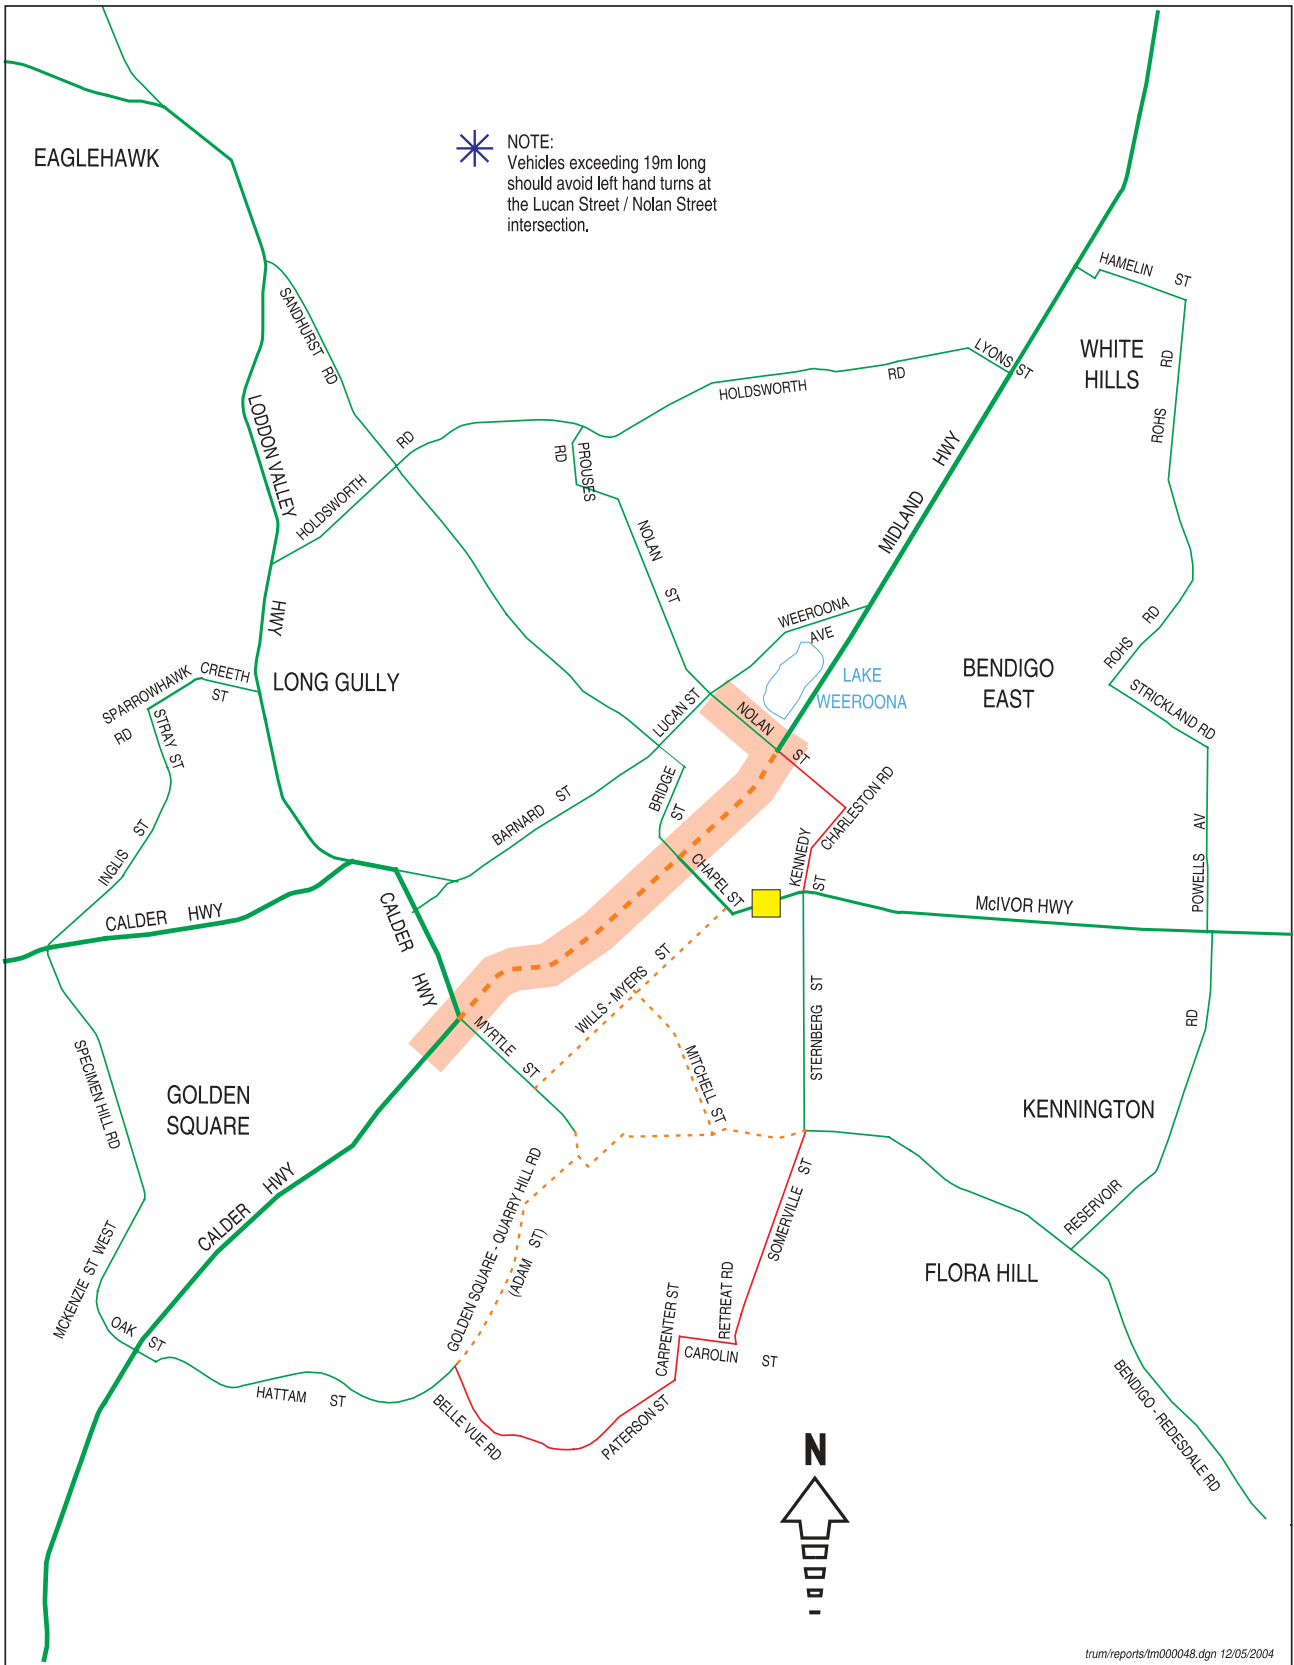 EAGLEHAWK
NOTE:
Vehicles exceeding 19m long
should avoid left hand turns at
the Lucan Street / Nolan Street
intersection.
HAMELIN ST
SANDHURST RD
LYONS ST
WHITE
HILLS
ROHS RD
HOLDSWORTH RD
LODDON VALLEY
HWY
HOLDSWORTH RD
PROUSES
RD
MIDLAND HWY
NOLAN ST
WEEROONA
AVE
ROHS RD
LAKE
WEEROONA
BENDIGO
EAST
STRICKLAND RD
SPARROWHAWK
RD
CREETH
ST
LONG GULLY
STRAY ST
LUCAN ST
NOLAN
ST
BRIDGE
ST
CHARLESTON RD
BARNARD ST
INGLIS ST
KENNEDY
ST
POWELLS AV
CHAPEL ST
CALDER HWY
CALDER
HWY
McIVOR HWY
WILLS - MYERS ST
STERNBERG ST
RD
MYRTLE ST
MITCHELL ST
SPECIMEN HILL RD
GOLDEN
SQUARE
KENNINGTON
CALDER HWY
GOLDEN SQUARE - QUARRY HILL RD
(ADAM ST)
SOMERVILLE ST
RESERVOIR
MCKENZIE ST WEST
FLORA HILL
OAK ST
CARPENTER ST
RETREAT RD
CAROLIN ST
HATTAM ST
BELLE VUE RD
PATERSON ST
BENDIGO - REDESDALE RD
N
trum/reports/tm000048.dgn 12/05/2004